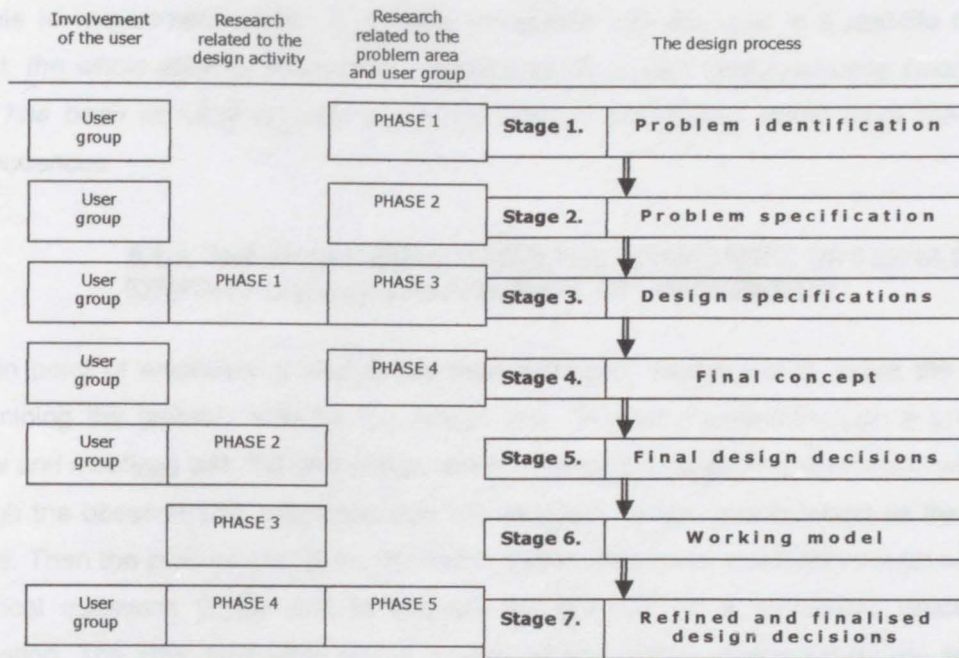 Involvement of the user
Research related to the design activity
Research related to the problem area and user group
The design process
User group
PHASE 1
Stage 1. Problem identification
User group
PHASE 2
Stage 2. Problem specification
User group
PHASE 1
PHASE 3
Stage 3. Design specifications
User group
PHASE 4
Stage 4. Final concept
User group
PHASE 2
Stage 5. Final design decisions
PHASE 3
Stage 6. Working model
User group
PHASE 4
PHASE 5
Stage 7. Refined and finalised design decisions